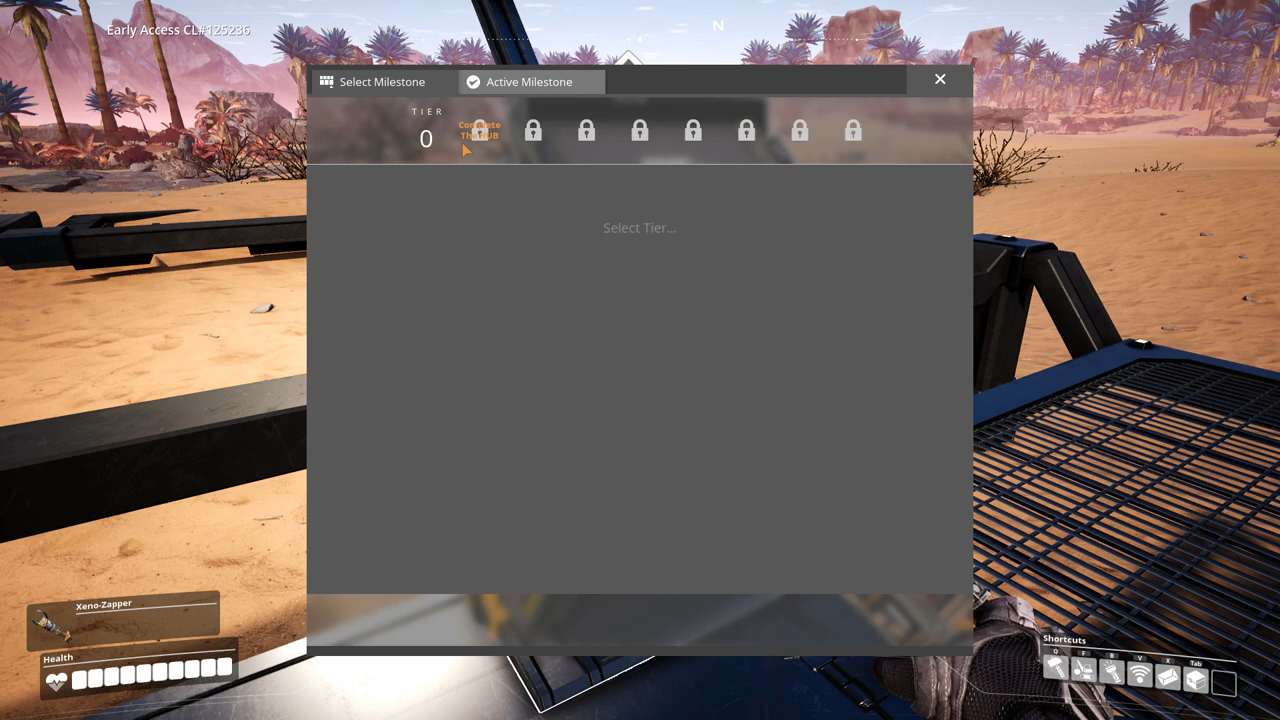 Early Access CL#125236
N
Select Milestone
Active Milestone
TIER
0
Complete
The HUB
Select Tier...
Xeno-Zapper
Health
Shortcuts
Q F B V X Tab